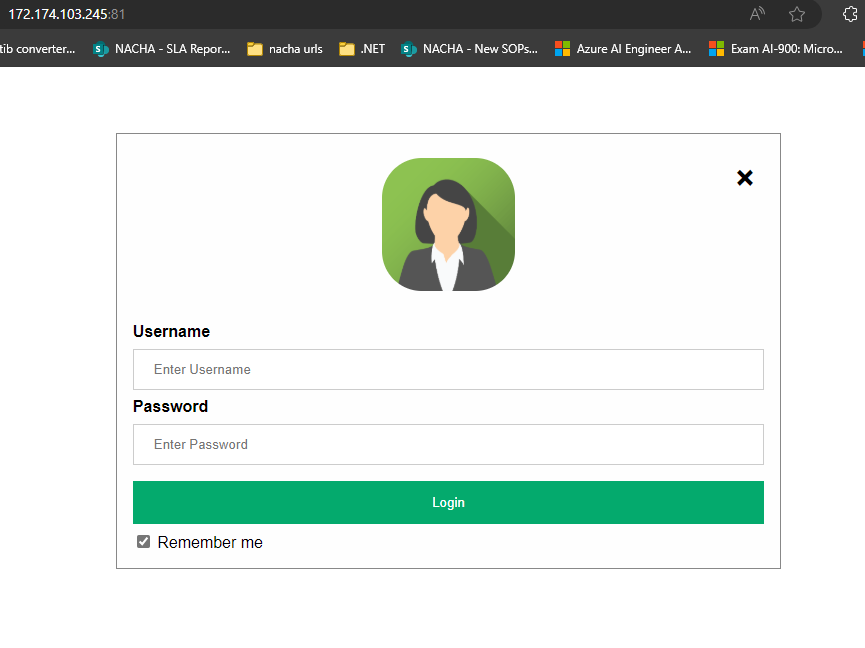 172.174.103.245:81
tib converter...
NACHA - SLA Repor...
nacha urls
.NET
NACHA - New SOPs...
Azure AI Engineer A...
Exam AI-900: Micro...
Username
Enter Username
Password
Enter Password
Login
Remember me